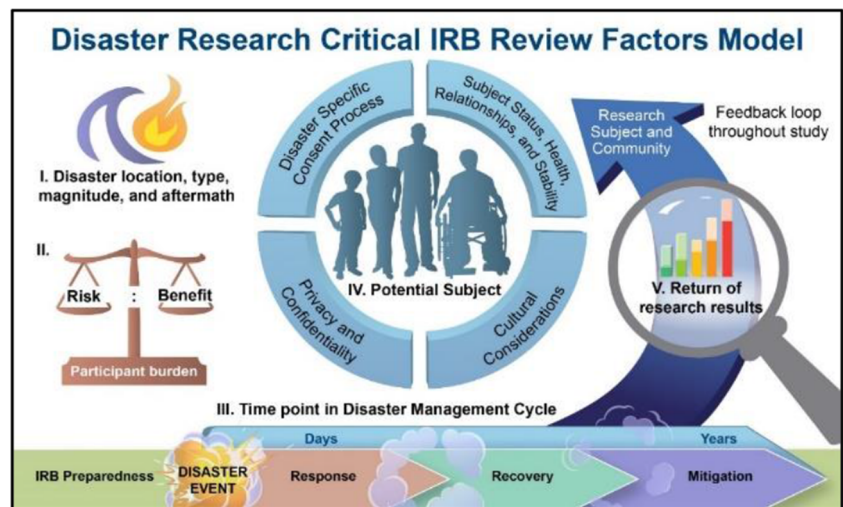 Disaster Research Critical IRB Review Factors Model
I. Disaster location, type,
magnitude, and aftermath
II.
Risk : Benefit
Participant burden
Disaster Specific
Consent Process
Subject Status, Health,
Relationships, and Stability
Privacy and
Confidentiality
Cultural
Considerations
IV. Potential Subject
Research
Subject and
Community
Feedback loop
throughout study
V. Return of
research results
III. Time point in Disaster Management Cycle
Days
Years
IRB Preparedness
DISASTER
EVENT
Response
Recovery
Mitigation